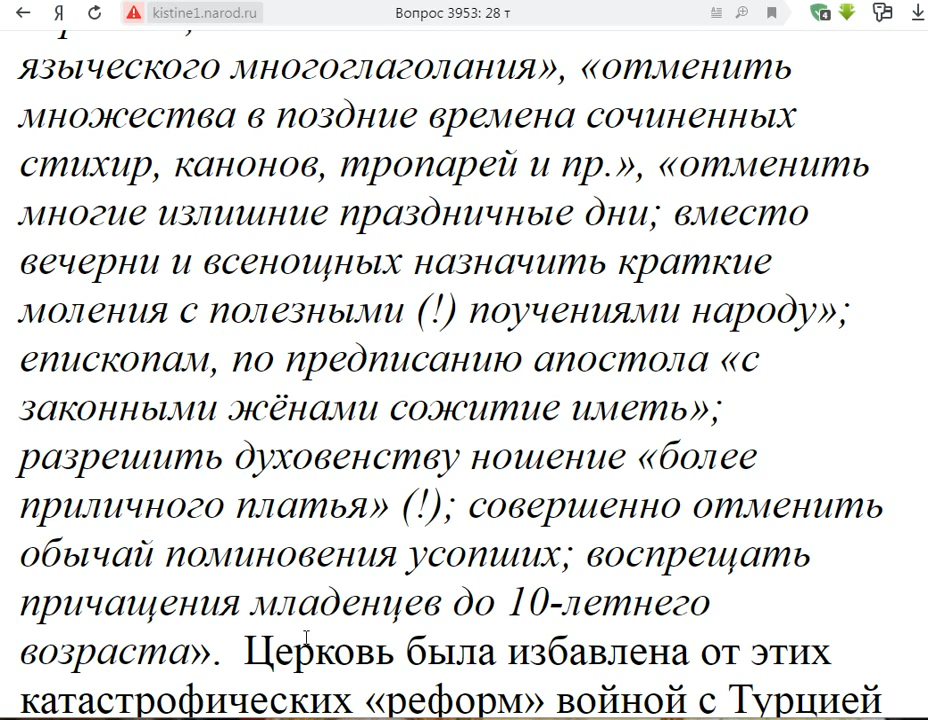 kistine1.narod.ru
Вопрос 3953: 28 т
4
языческого многоглаголания», «отменить
множества в поздние времена сочиненных
стихир, канонов, тропарей и пр.», «отменить
многие излишние праздничные дни; вместо
вечерни и всенощных назначить краткие
моления с полезными (!) поучениями народу»;
епископам, по предписанию апостола «с
законными жёнами сожитие иметь»;
разрешить духовенству ношение «более
приличного платья» (!); совершенно отменить
обычай поминовения усопших; воспрещать
причащения младенцев до 10-летнего
возраста». Церковь была избавлена от этих
катастрофических «реформ» войной с Турцией